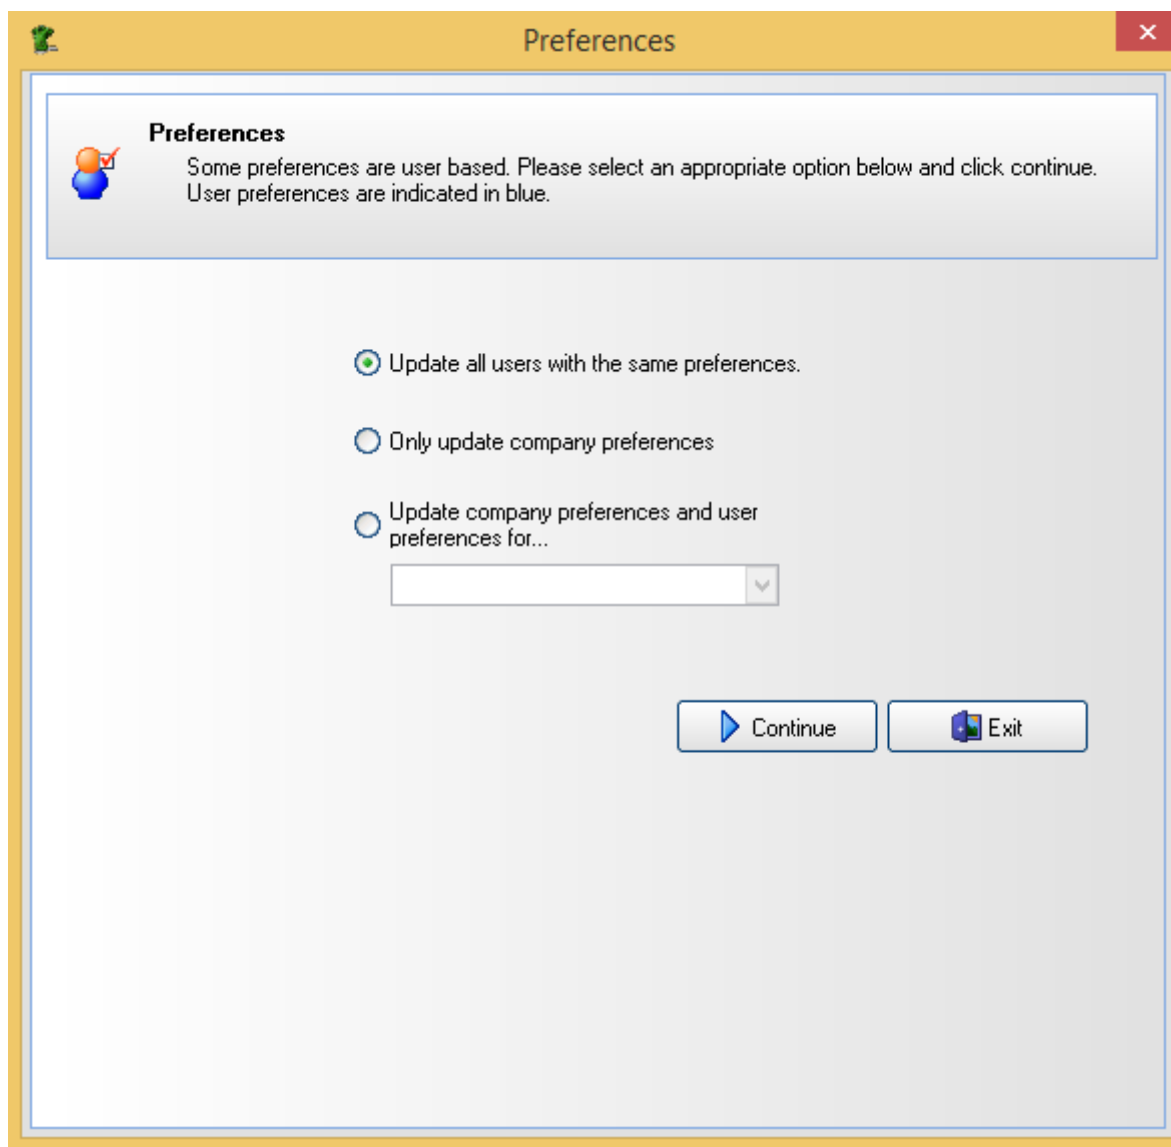 Preferences
Preferences
Some preferences are user based. Please select an appropriate option below and click continue.
User preferences are indicated in blue.
Update all users with the same preferences.
Only update company preferences
Update company preferences and user
preferences for...
Continue
Exit